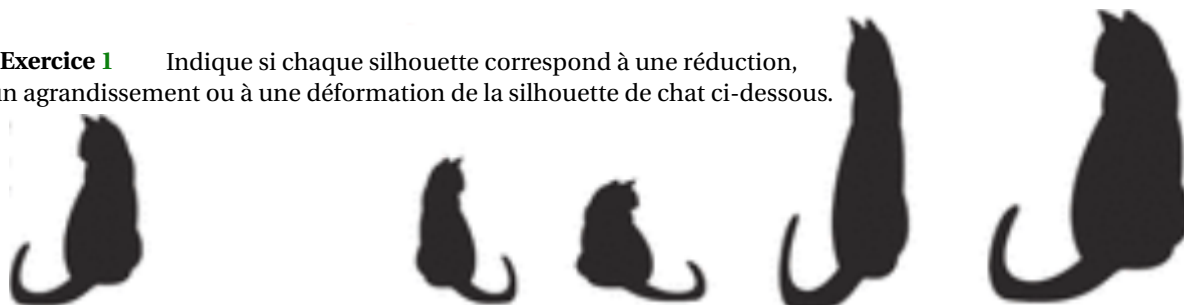 Exercice 1 Indique si chaque silhouette correspond à une réduction,
un agrandissement ou à une déformation de la silhouette de chat ci-dessous.